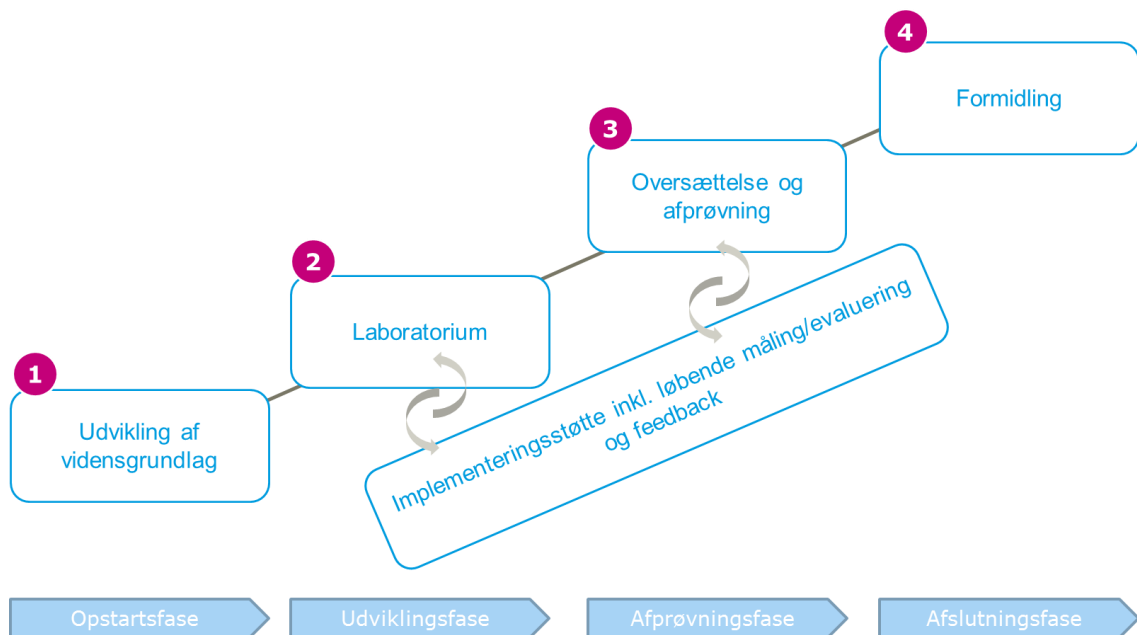 4
Formidling
3
Oversættelse og
afprøvning
2
Laboratorium
1
Udvikling af
vidensgrundlag
Implementeringsstøtte inkl. løbende måling/evaluering
og feedback
Opstartsfase
Udviklingsfase
Afprøvningsfase
Afslutningsfase